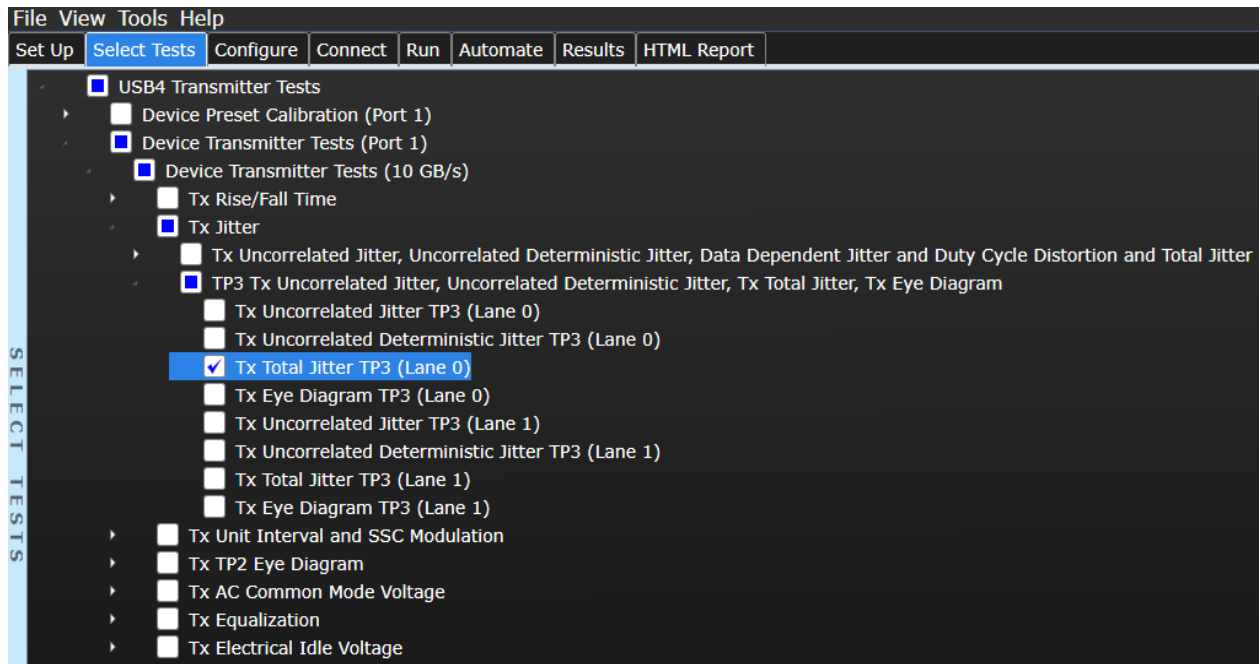 File View Tools Help
Set Up Select Tests Configure Connect Run Automate Results HTML Report
USB4 Transmitter Tests
Device Preset Calibration (Port 1)
Device Transmitter Tests (Port 1)
Device Transmitter Tests (10 GB/s)
Tx Rise/Fall Time
Tx Jitter
Tx Uncorrelated Jitter, Uncorrelated Deterministic Jitter, Data Dependent Jitter and Duty Cycle Distortion and Total Jitter
TP3 Tx Uncorrelated Jitter, Uncorrelated Deterministic Jitter, Tx Total Jitter, Tx Eye Diagram
Tx Uncorrelated Jitter TP3 (Lane 0)
Tx Uncorrelated Deterministic Jitter TP3 (Lane 0)
Tx Total Jitter TP3 (Lane 0)
Tx Eye Diagram TP3 (Lane 0)
Tx Uncorrelated Jitter TP3 (Lane 1)
Tx Uncorrelated Deterministic Jitter TP3 (Lane 1)
Tx Total Jitter TP3 (Lane 1)
Tx Eye Diagram TP3 (Lane 1)
Tx Unit Interval and SSC Modulation
Tx TP2 Eye Diagram
Tx AC Common Mode Voltage
Tx Equalization
Tx Electrical Idle Voltage
SELECT TESTS